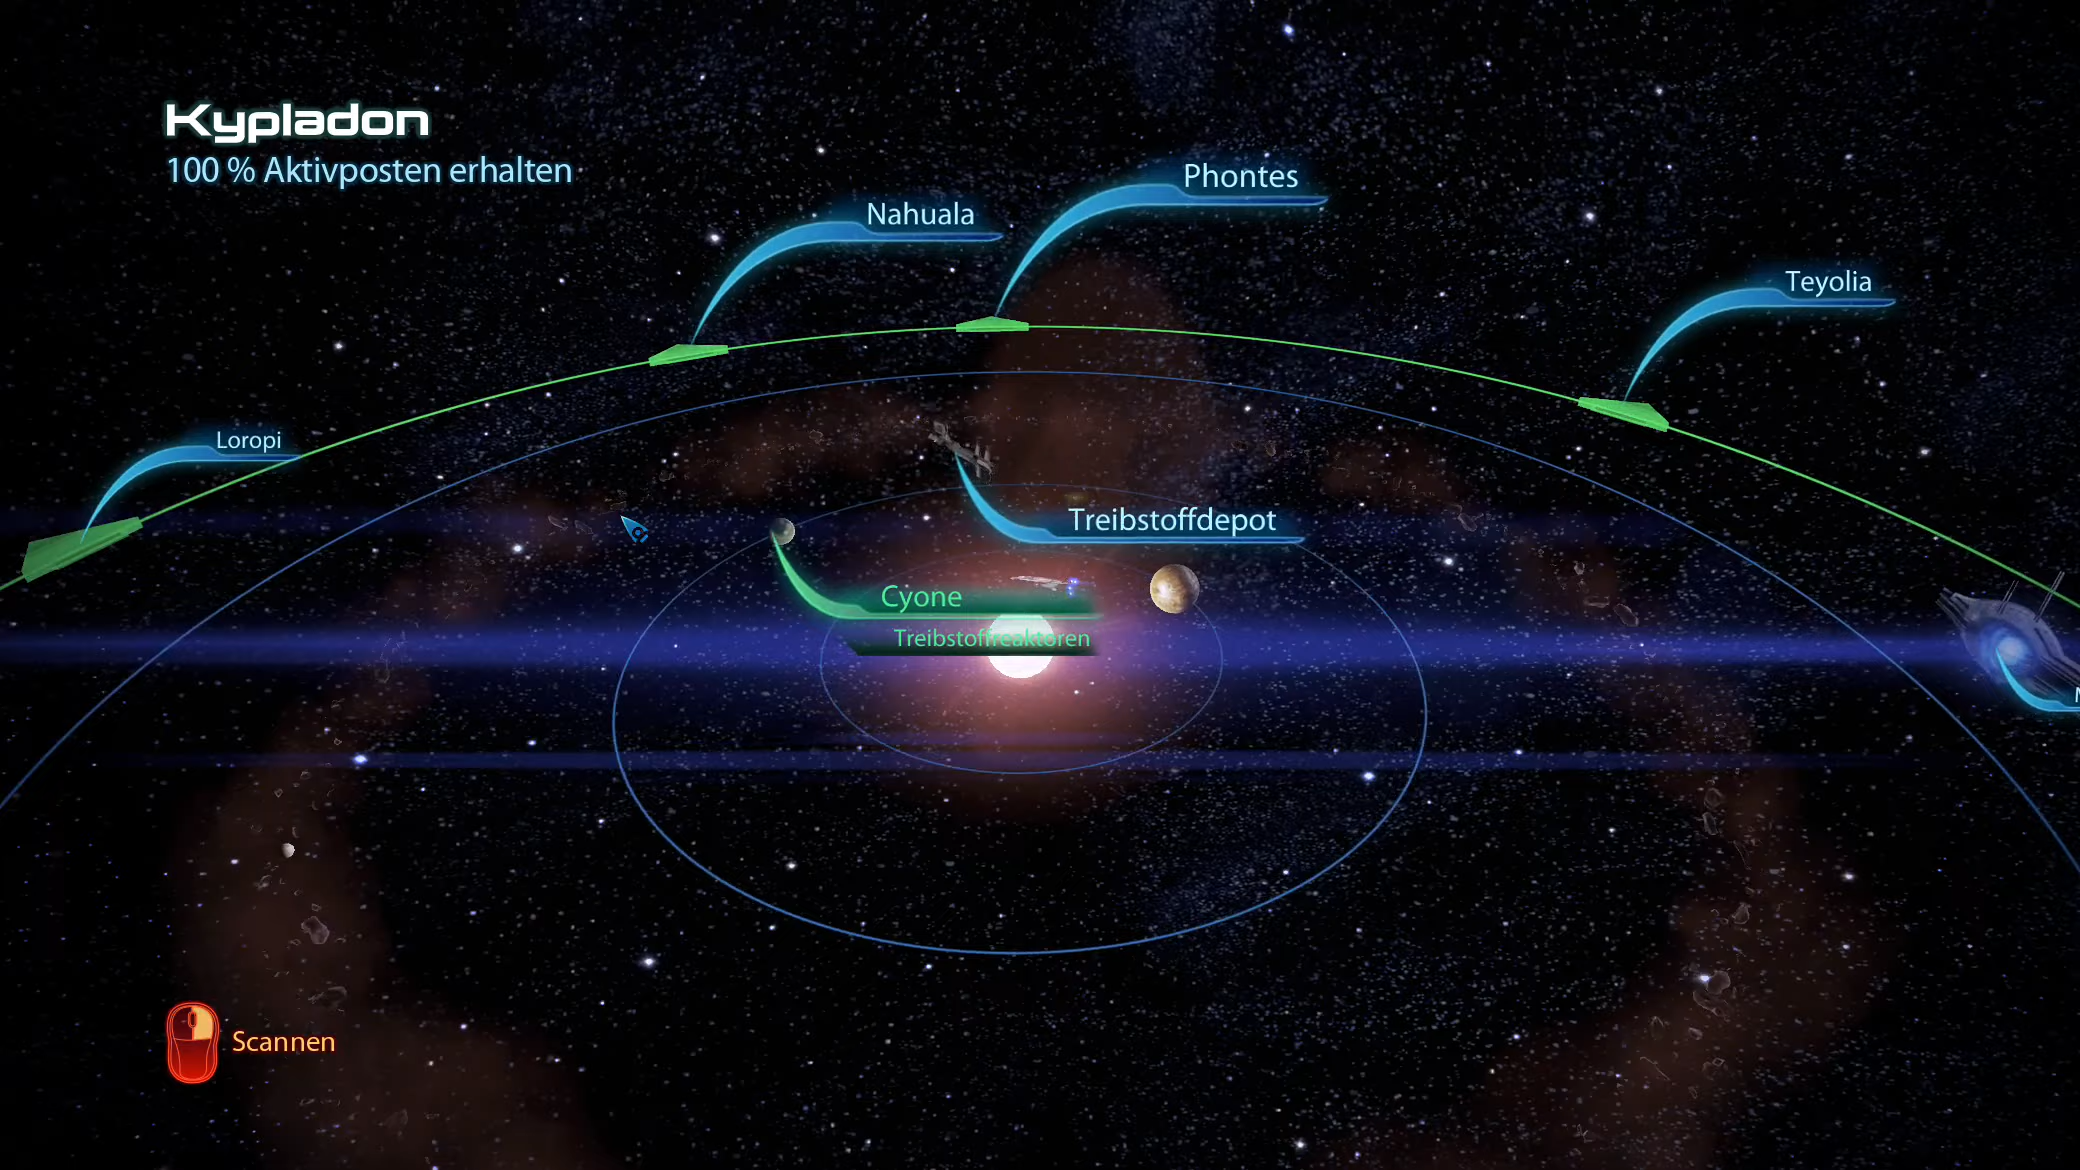 Kypladon
100 % Aktivposten erhalten
Phontes
Nahuala
Teyolia
Loropi
Treibstoffdepot
Cyone
Treibstoffreaktoren
Scannen